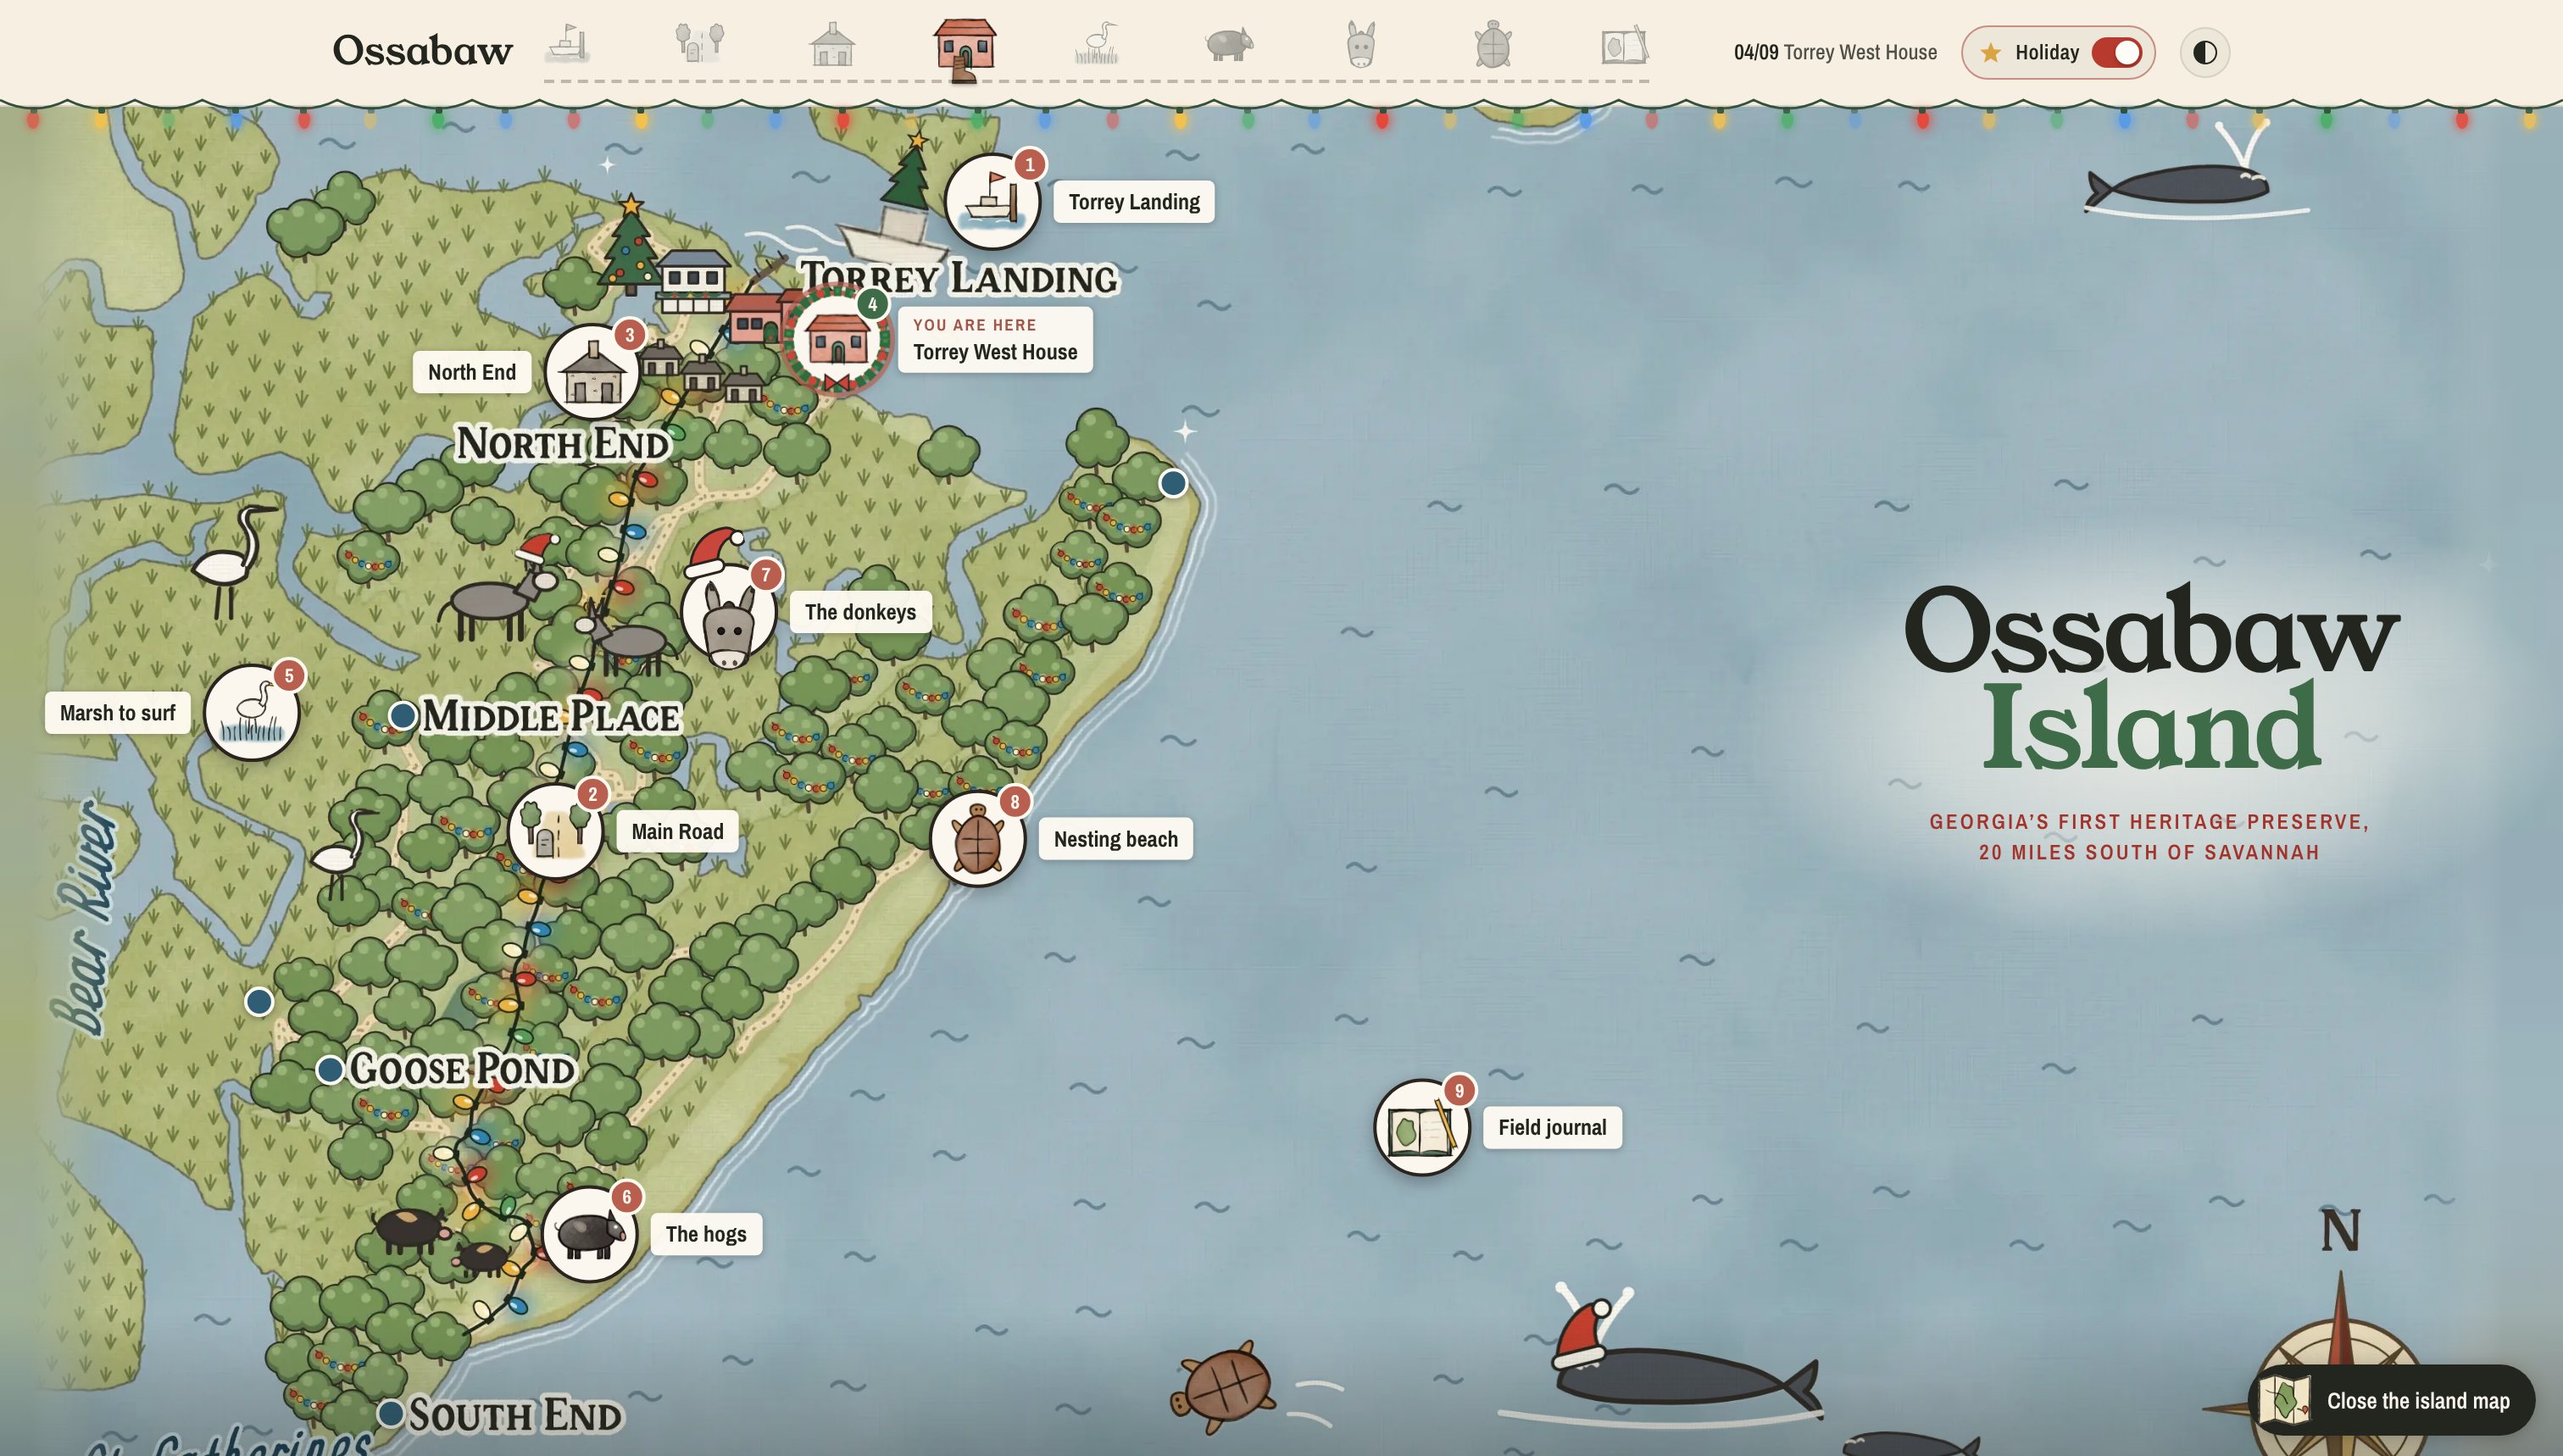 Ossabaw
04/09 Torrey West House
Holiday
1
Torrey Landing
TORREY LANDING
4
YOU ARE HERE
Torrey West House
3
North End
NORTH END
7
The donkeys
5
Marsh to surf
MIDDLE PLACE
2
Main Road
8
Nesting beach
Bear River
Ossabaw
Island
GEORGIA'S FIRST HERITAGE PRESERVE,
20 MILES SOUTH OF SAVANNAH
GOOSE POND
9
Field journal
6
The hogs
N
SOUTH END
Close the island map
St Catherines